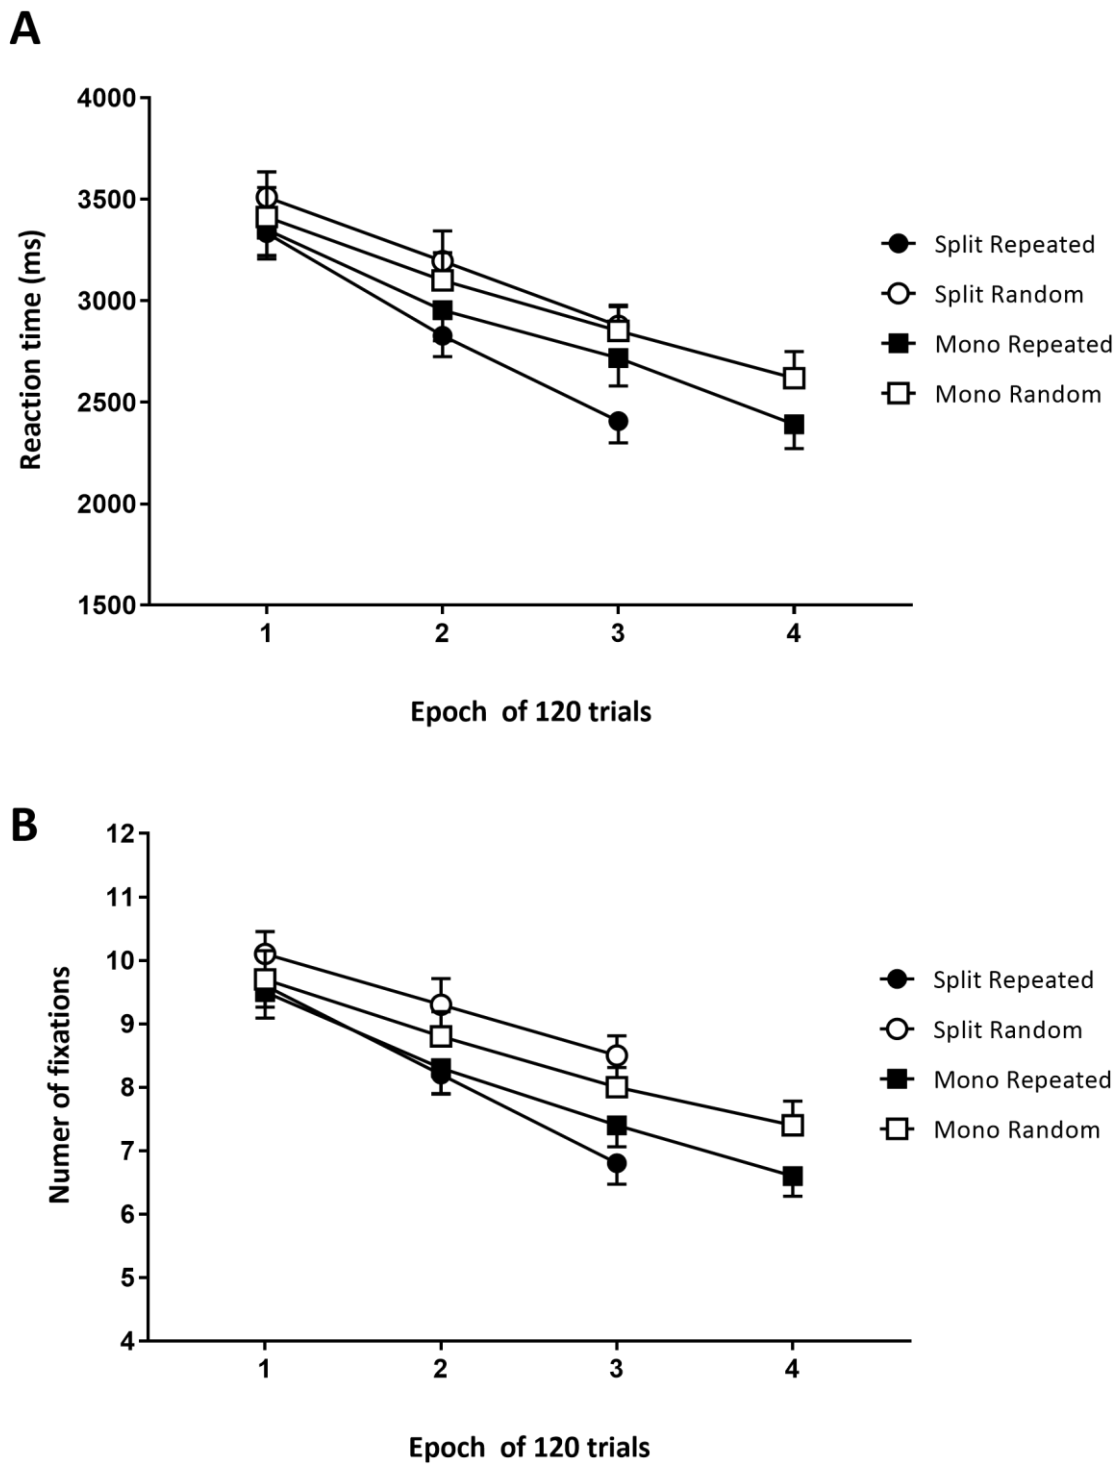 A
4000
3500
3000
2500
2000
1500
Reaction time (ms)
1 2 3 4
Epoch of 120 trials
Split Repeated
Split Random
Mono Repeated
Mono Random
B
12
11
10
9
8
7
6
5
4
Numer of fixations
1 2 3 4
Epoch of 120 trials
Split Repeated
Split Random
Mono Repeated
Mono Random